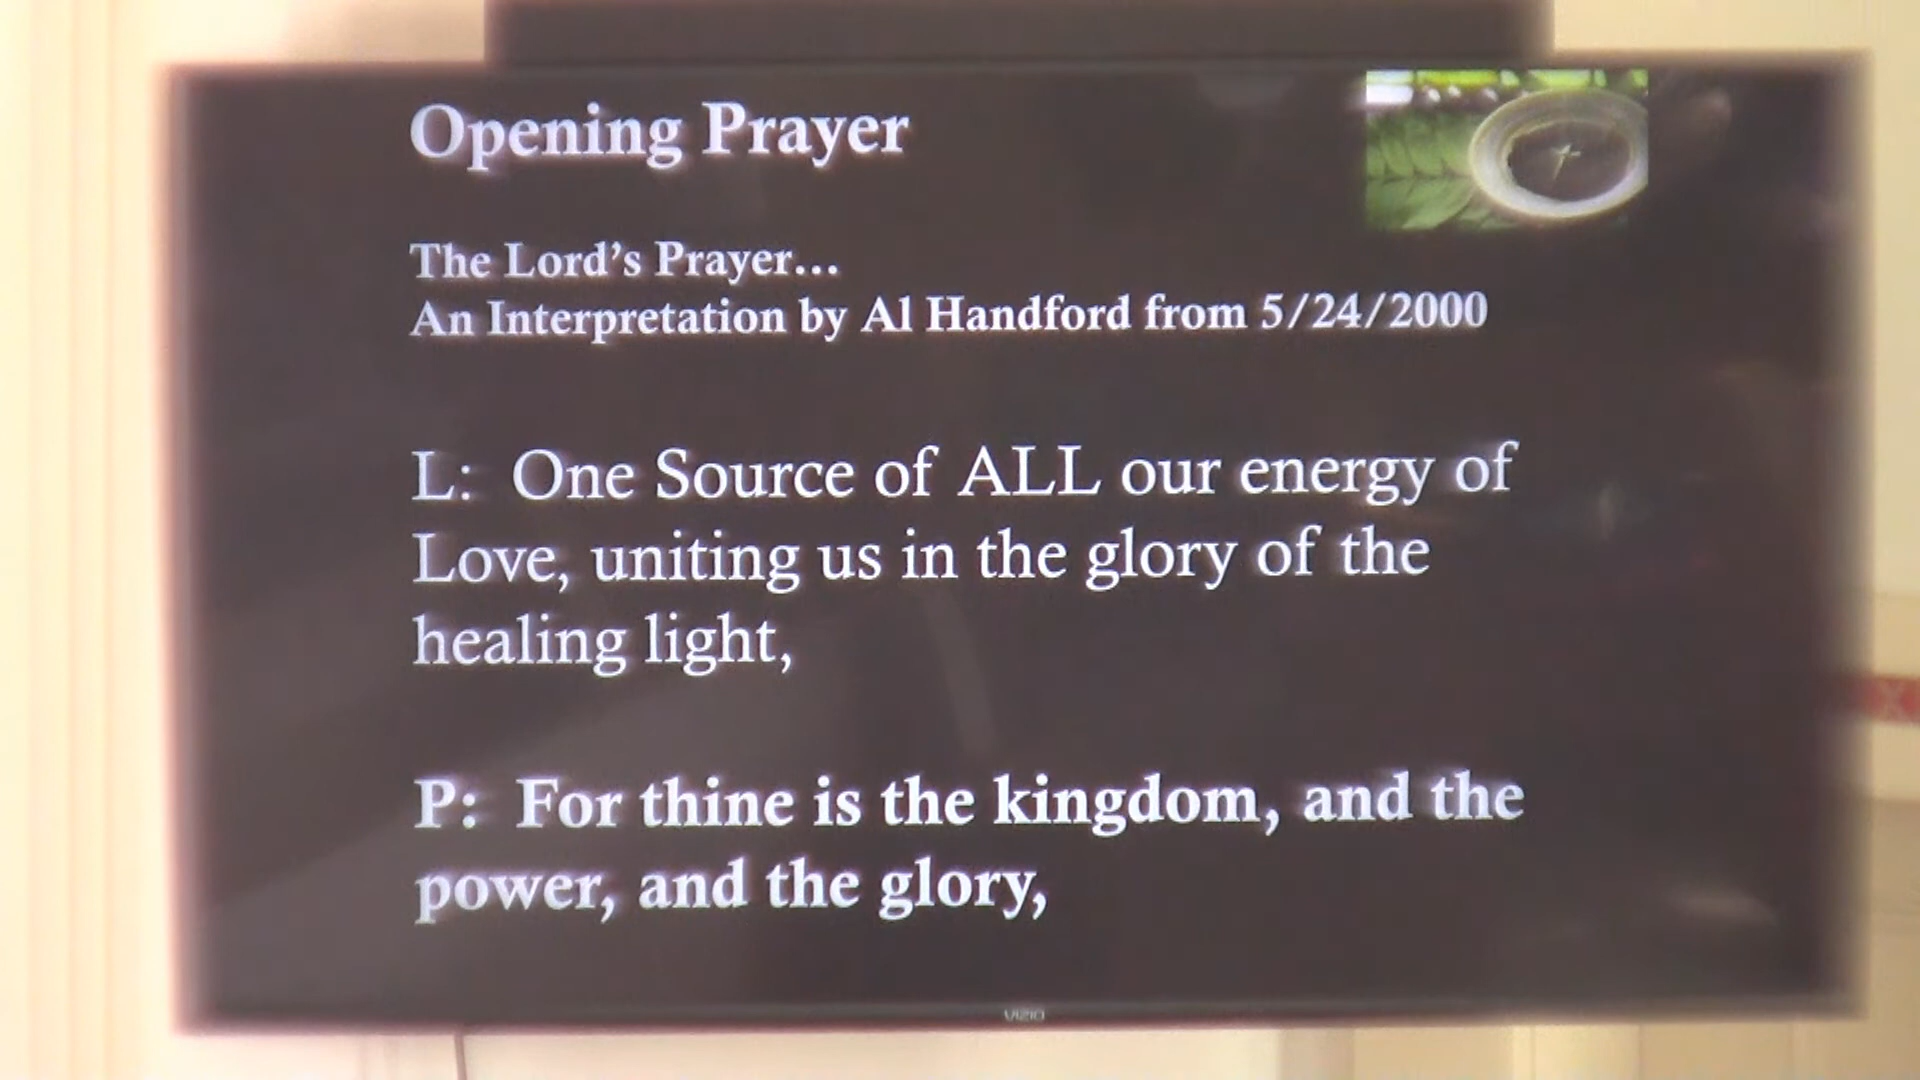 Opening Prayer
The Lord's Prayer...
An Interpretation by Al Handford from 5/24/2000
L: One Source of ALL our energy of
Love, uniting us in the glory of the
healing light,
P: For thine is the kingdom, and the
power, and the glory,
VIZIO